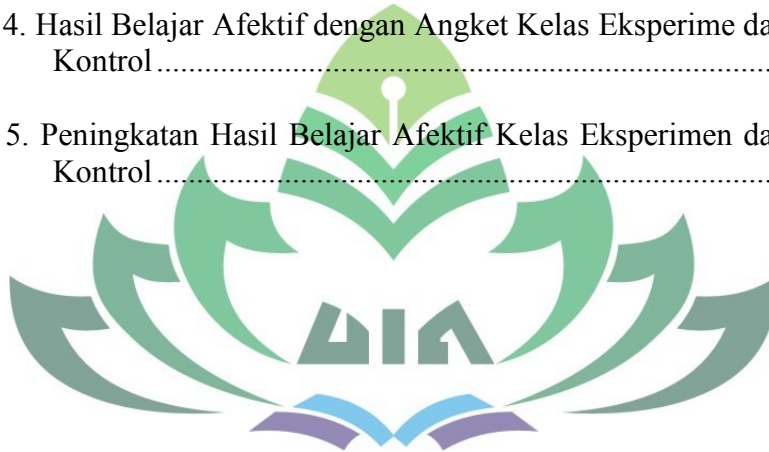 4. Hasil Belajar Afektif dengan Angket Kelas Eksperime da
Kontrol.............................................................................
5. Peningkatan Hasil Belajar Afektif Kelas Eksperimen da
Kontrol.............................................................................
UIN